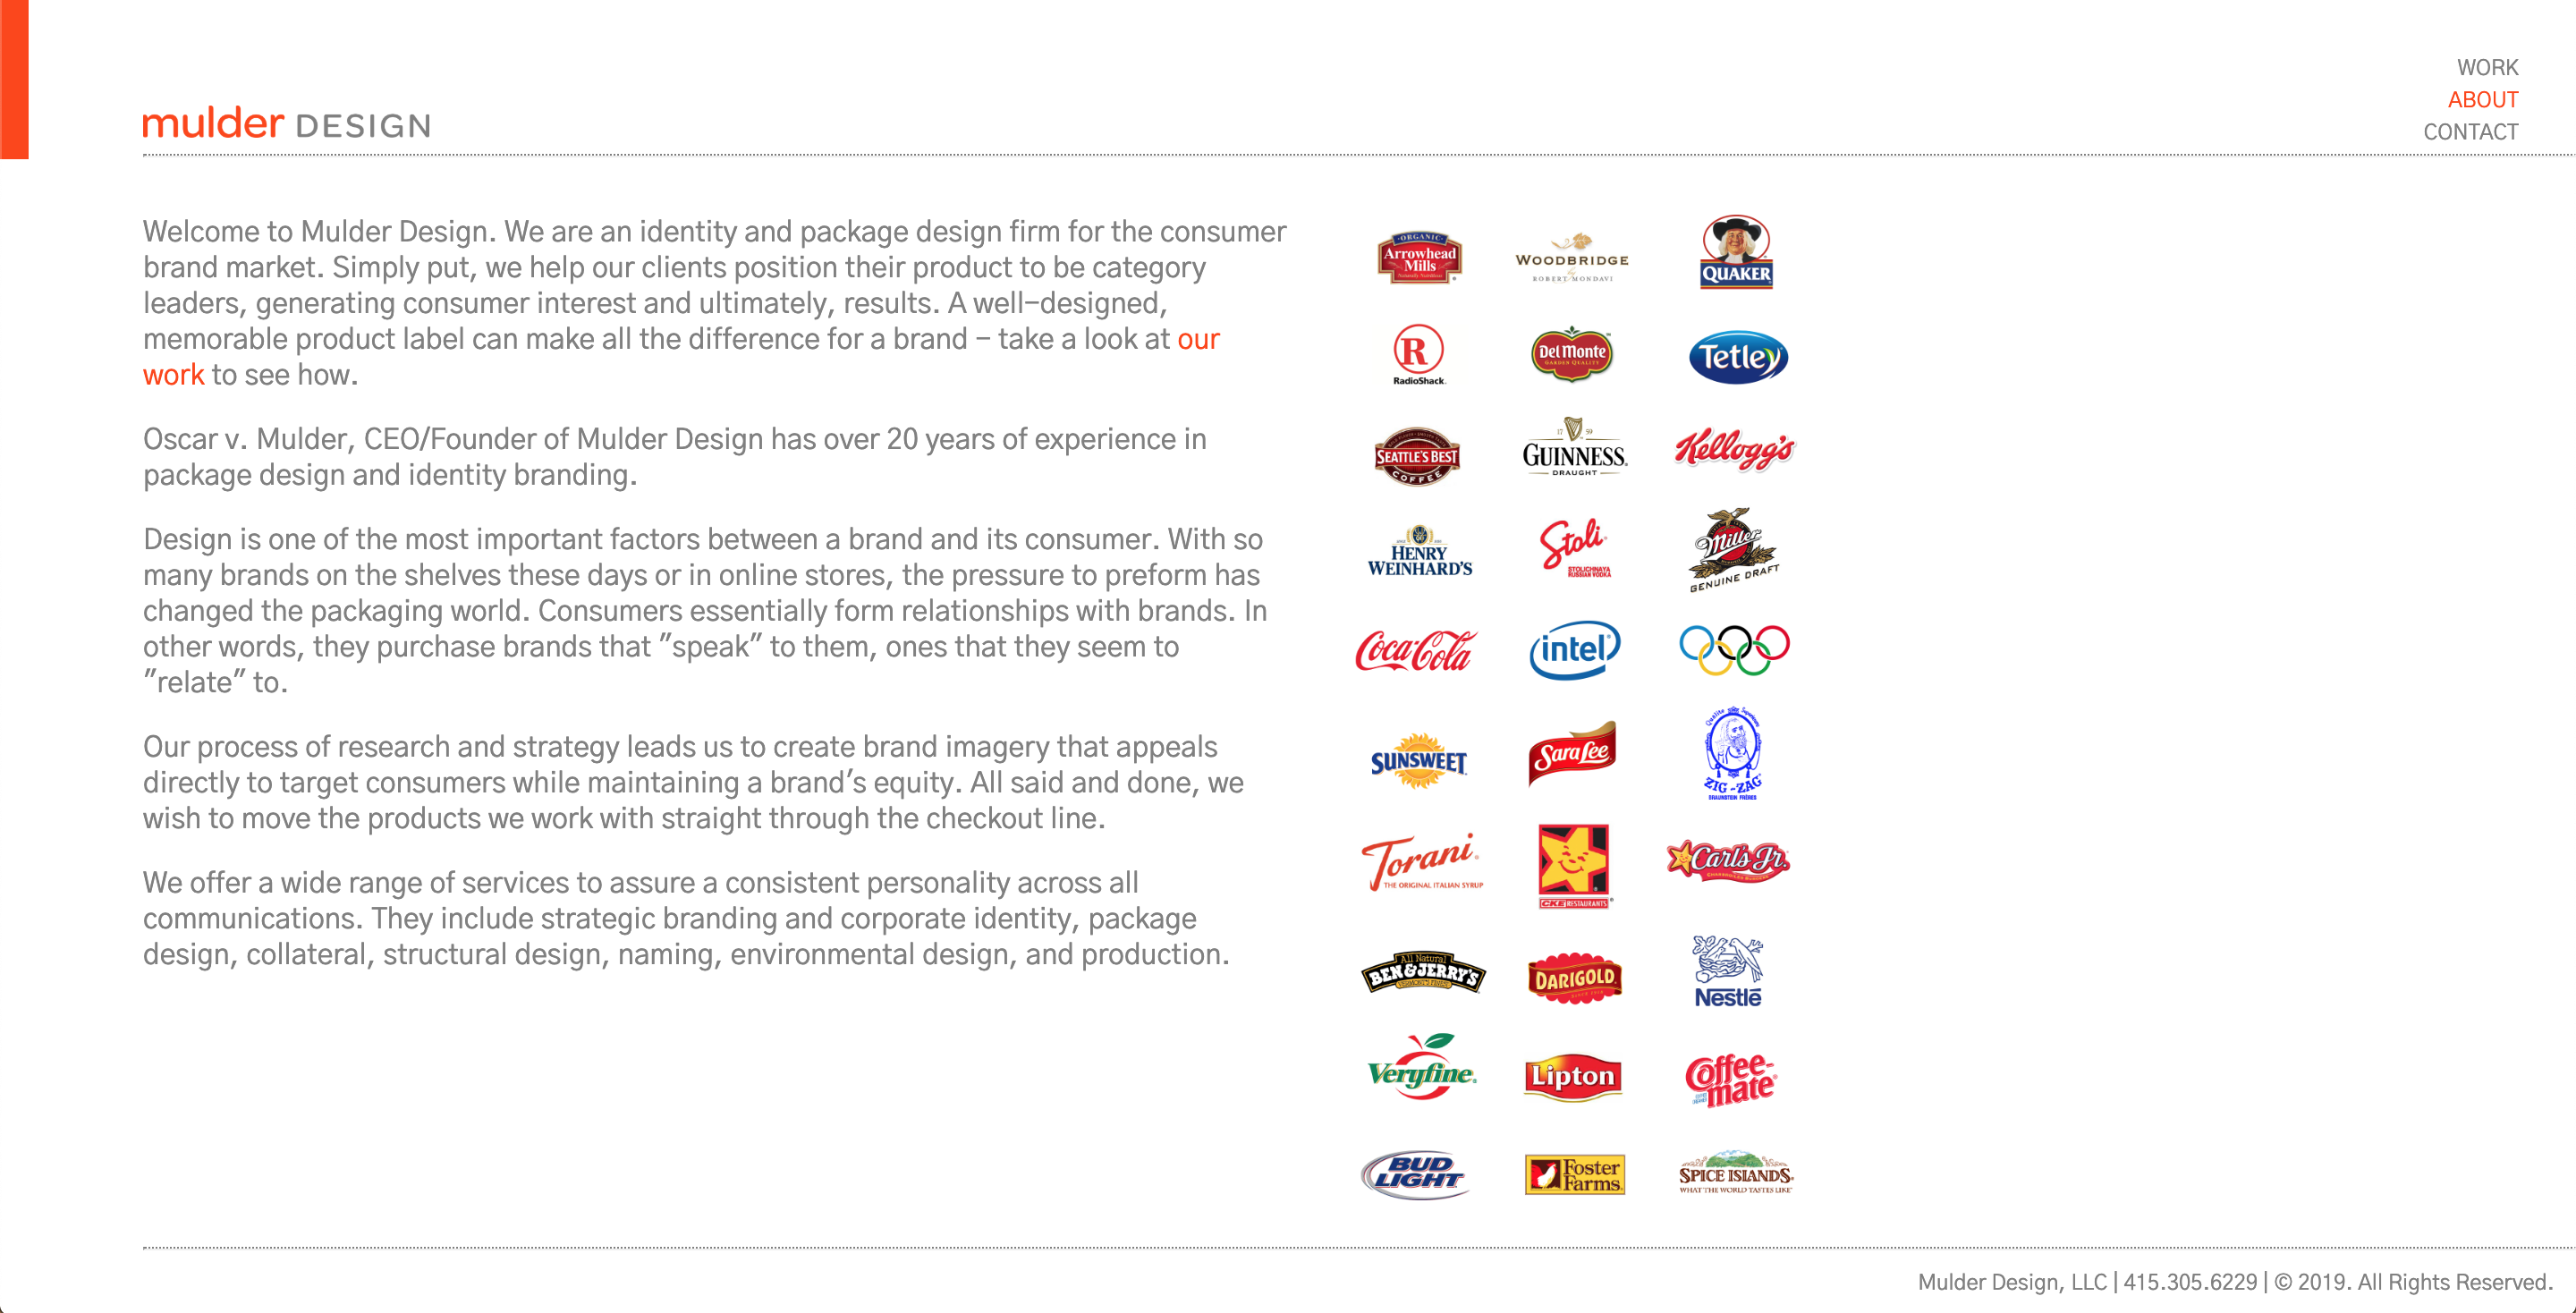 WORK
ABOUT
CONTACT
mulder DESIGN
Welcome to Mulder Design. We are an identity and package design firm for the consumer
brand market. Simply put, we help our clients position their product to be category
leaders, generating consumer interest and ultimately, results. A well-designed,
memorable product label can make all the difference for a brand - take a look at our
work to see how.
Oscar v. Mulder, CEO/Founder of Mulder Design has over 20 years of experience in
package design and identity branding.
Design is one of the most important factors between a brand and its consumer. With so
many brands on the shelves these days or in online stores, the pressure to preform has
changed the packaging world. Consumers essentially form relationships with brands. In
other words, they purchase brands that "speak" to them, ones that they seem to
"relate" to.
Our process of research and strategy leads us to create brand imagery that appeals
directly to target consumers while maintaining a brand's equity. All said and done, we
wish to move the products we work with straight through the checkout line.
We offer a wide range of services to assure a consistent personality across all
communications. They include strategic branding and corporate identity, package
design, collateral, structural design, naming, environmental design, and production.
ORGANIC
Arrowhead
Mills
WOODBRIDGE
by
ROBERT MONDAVI
QUAKER
R
RadioShack.
Del Monte
GARDEN QUALITY
Tetley
SEATTLE'S BEST
COFFEE
17 59
GUINNESS
DRAUGHT
Kellogg's
HENRY
WEINHARD'S
Stoli
STOLICHNAYA
RUSSIAN VODKA
Miller
GENUINE DRAFT
Coca-Cola
intel
SUNSWEET
Sara Lee
Qualite Superieure
ZIG-ZAG
BRAUNSTEIN FRÈRES
Torani
THE ORIGINAL ITALIAN SYRUP
CKE RESTAURANTS
Carl's Jr.
CHARBROILED BURGERS
All Natural
BEN & JERRY'S
VERMONT'S FINEST
DARIGOLD
Nestlé
Veryfine
Lipton
Coffee-
mate
BUD
LIGHT
Foster
Farms
SPICE ISLANDS
WHAT THE WORLD TASTES LIKE
Mulder Design, LLC | 415.305.6229 | © 2019. All Rights Reserved.